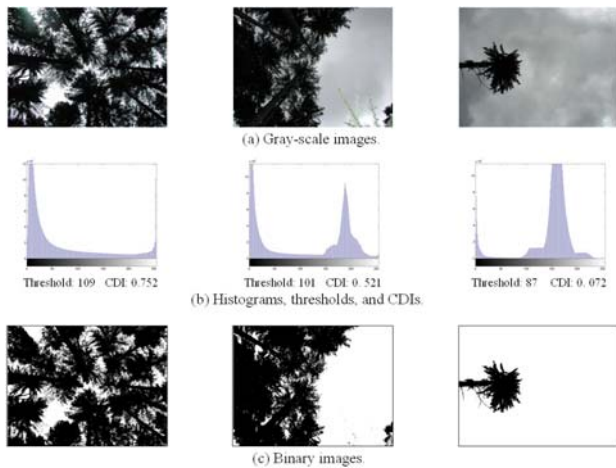 (a) Gray-scale images.
Threshold: 109 CDI: 0.752
Threshold: 101 CDI: 0. 521
Threshold: 87 CDI: 0. 072
(b) Histograms, thresholds, and CDIs.
(c) Binary images.